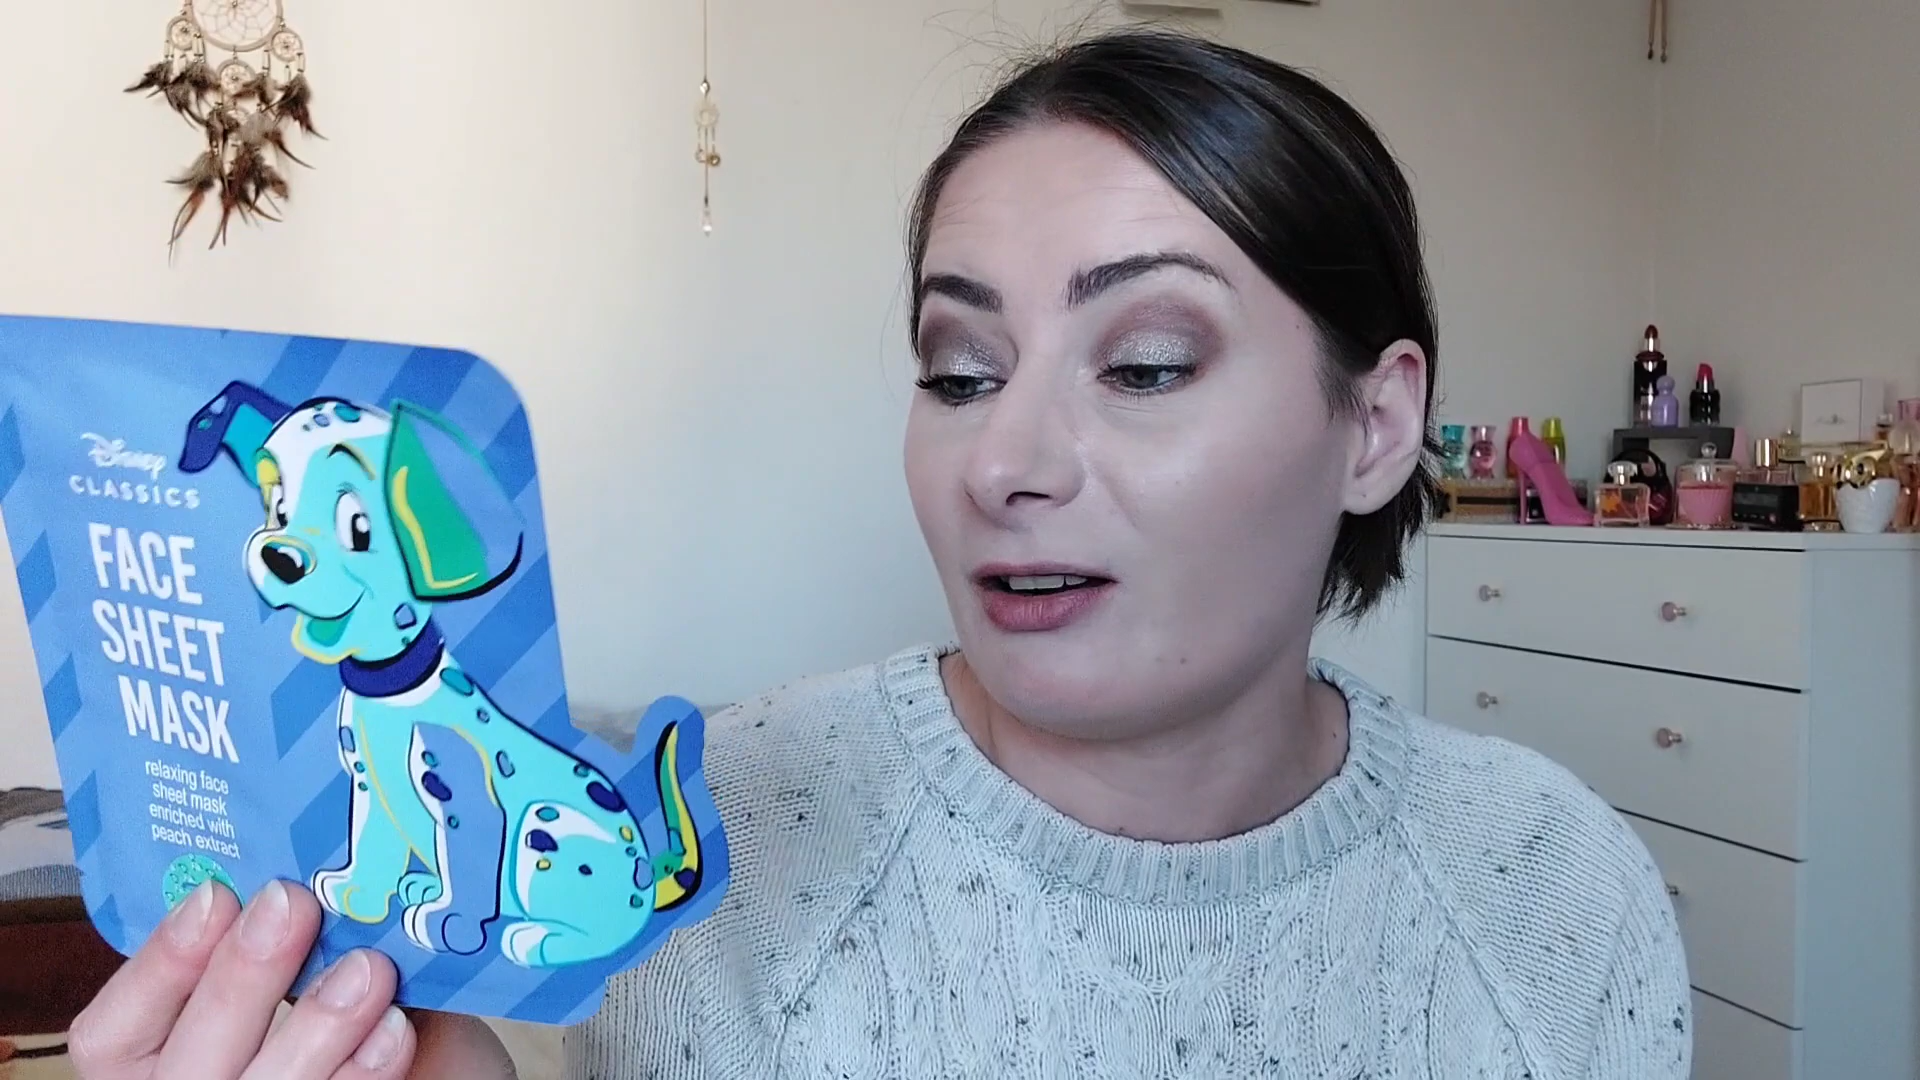 Disney
CLASSICS
FACE
SHEET
MASK
relaxing face
sheet mask
enriched with
peach extract